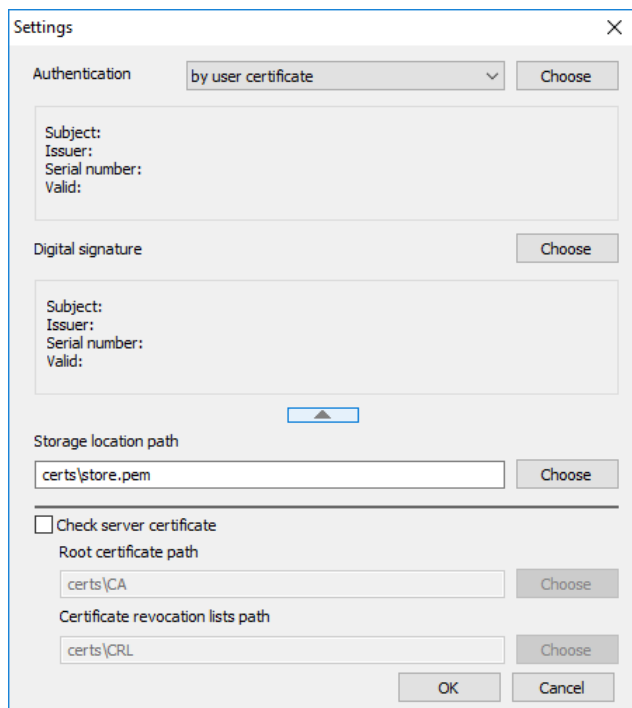 Settings
Authentication by user certificate Choose
Subject:
Issuer:
Serial number:
Valid:
Digital signature Choose
Subject:
Issuer:
Serial number:
Valid:
Storage location path
certs\store.pem Choose
Check server certificate
Root certificate path
certs\CA Choose
Certificate revocation lists path
certs\CRL Choose
OK Cancel